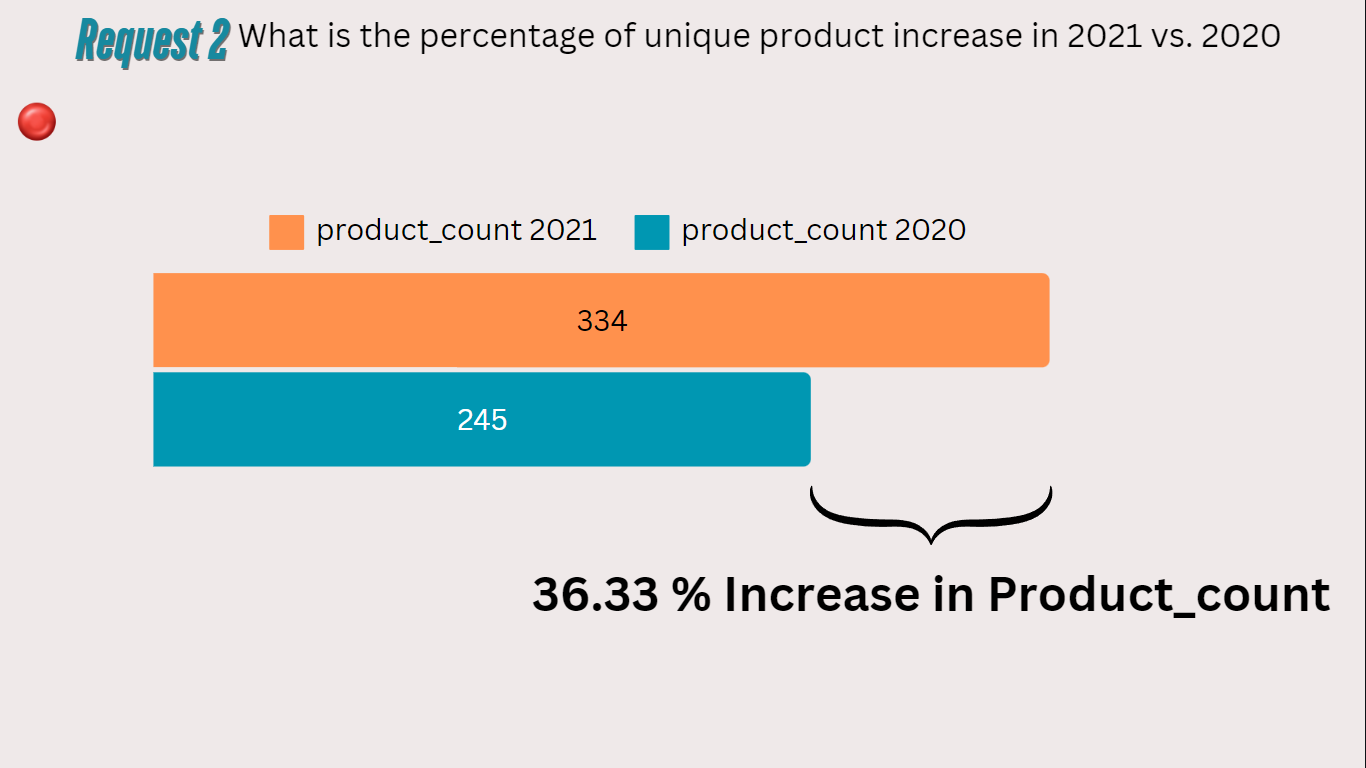 Request 2 What is the percentage of unique product increase in 2021 vs. 2020
product_count 2021 product_count 2020
334
245
36.33 % Increase in Product_count